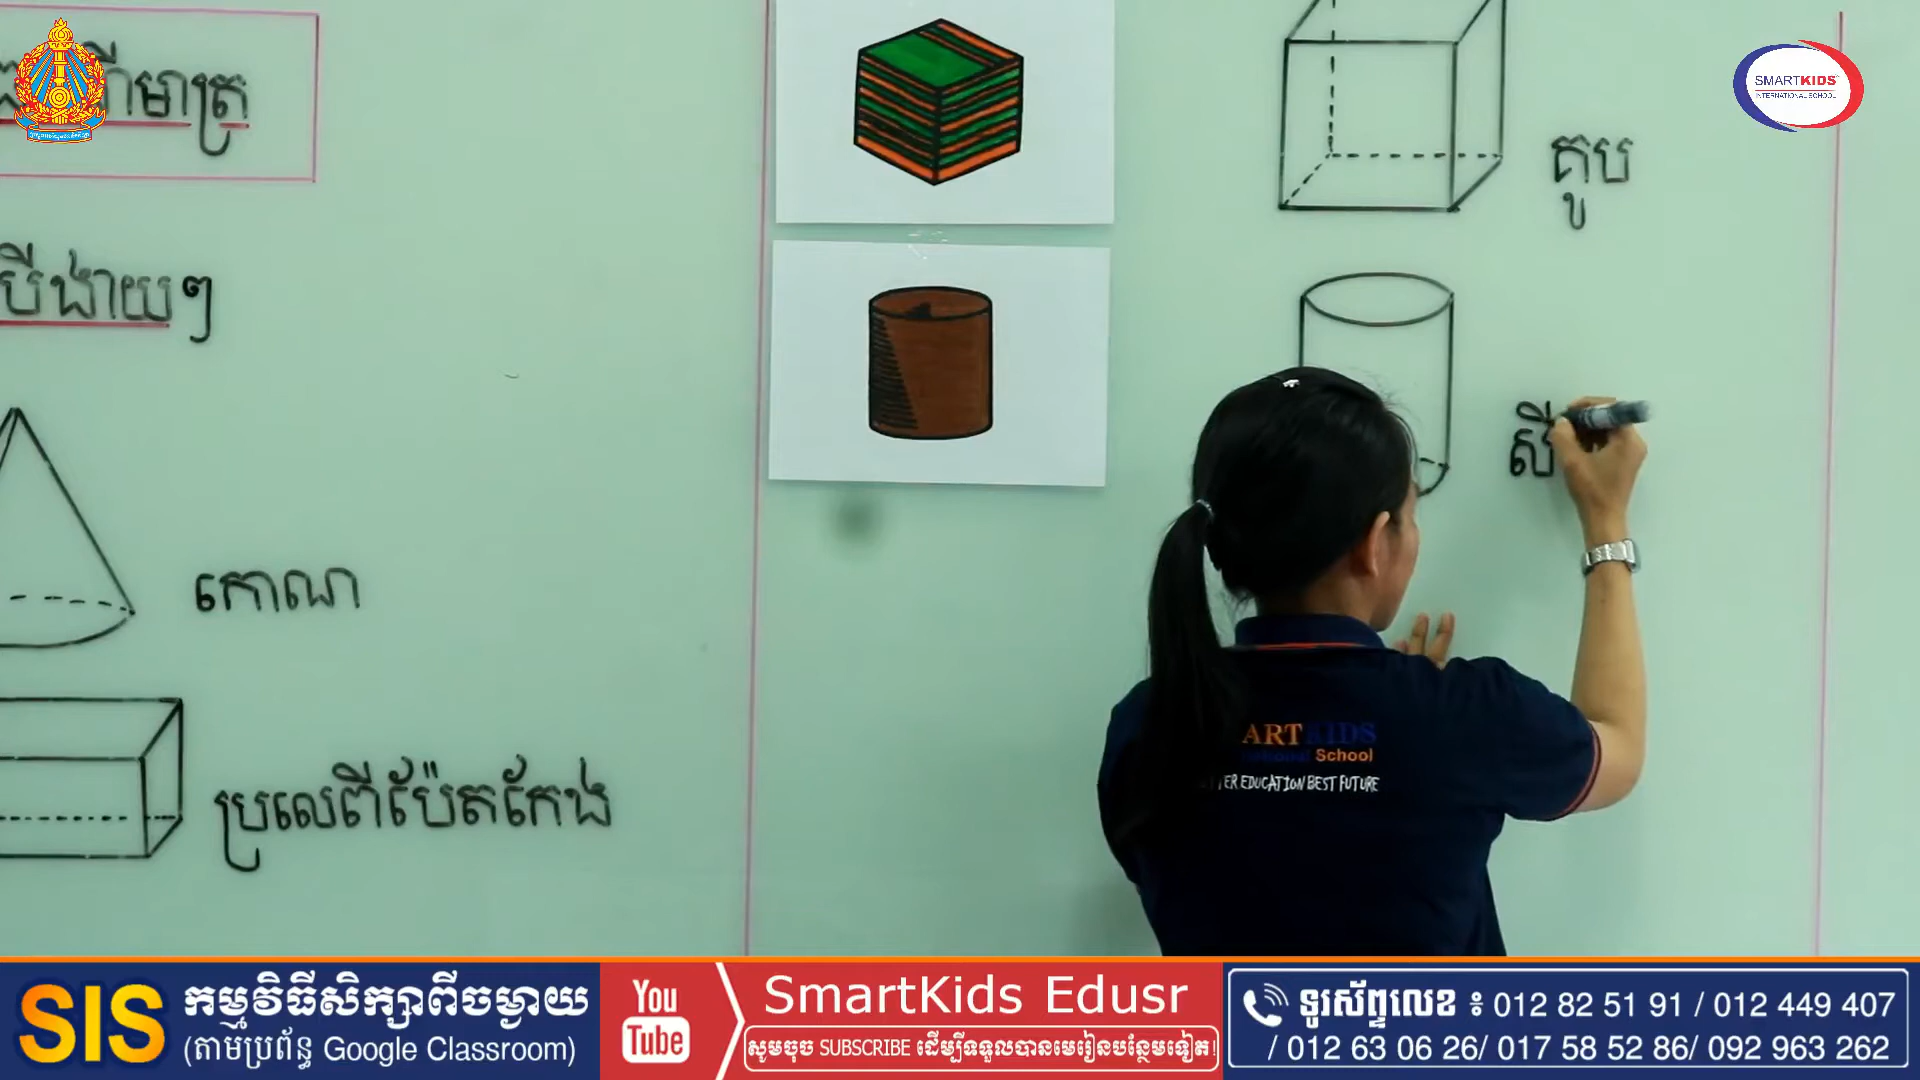 មាត្រ
SMARTKIDS
INTERNATIONAL SCHOOL
គូប
បីងាយៗ
សី
កោណ
ប្រលេពីប៉ែតកែង
ART KIDS
School
ER EDUCATION BEST FUTURE
SIS
កម្មវិធីសិក្សាពីចម្ងាយ
(តាមប្រព័ន្ធ Google Classroom)
You
Tube
SmartKids Edusr
សូមចុច SUBSCRIBE ដើម្បីទទួលបានមេរៀនបន្ថែមទៀត!
ទូរស័ព្ទលេខ ៖ 012 82 51 91 / 012 449 407
/ 012 63 06 26/ 017 58 52 86/ 092 963 262